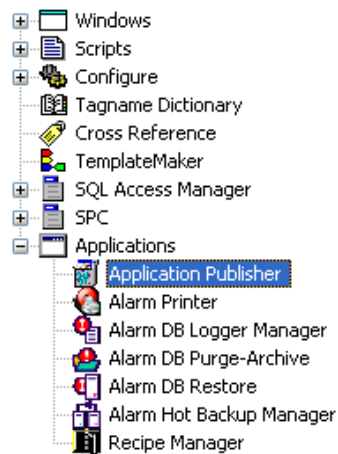 Windows
Scripts
Configure
Tagname Dictionary
Cross Reference
TemplateMaker
SQL Access Manager
SPC
Applications
Application Publisher
Alarm Printer
Alarm DB Logger Manager
Alarm DB Purge-Archive
Alarm DB Restore
Alarm Hot Backup Manager
Recipe Manager